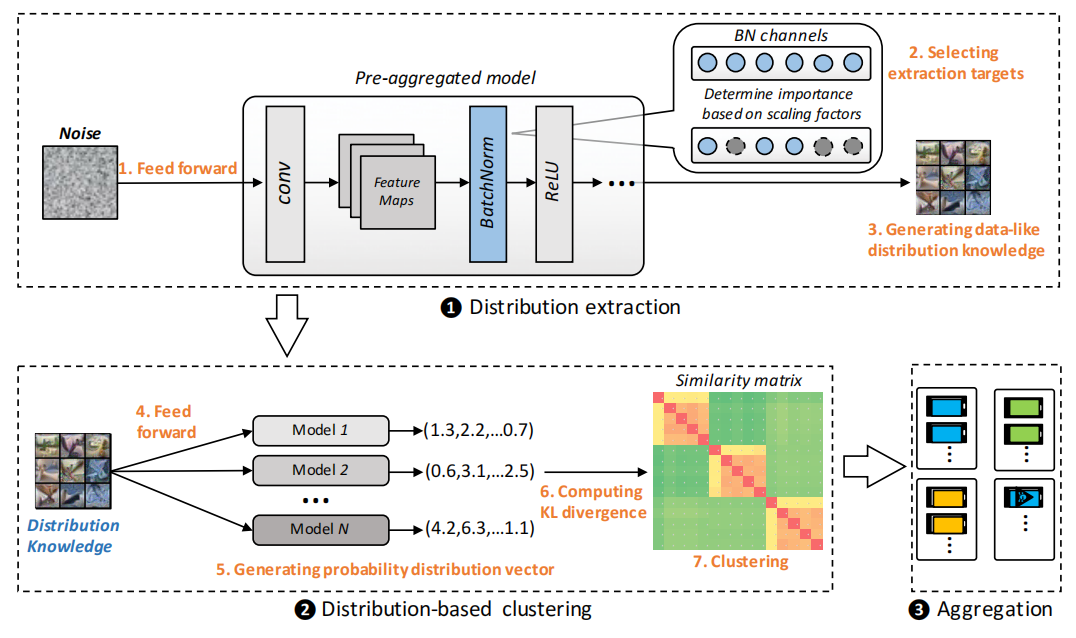 BN channels
2. Selecting
extraction targets
Pre-aggregated model
Determine importance
based on scaling factors
Noise
1. Feed forward
conv
Feature
Maps
BatchNorm
ReLU
...
3. Generating data-like
distribution knowledge
❶ Distribution extraction
Similarity matrix
4. Feed
forward
Model 1
(1.3,2.2,...0.7)
Model 2
(0.6,3.1,...2.5)
...
6. Computing
KL divergence
Distribution
Knowledge
Model N
(4.2,6.3,...1.1)
7. Clustering
5. Generating probability distribution vector
❷ Distribution-based clustering
❸ Aggregation